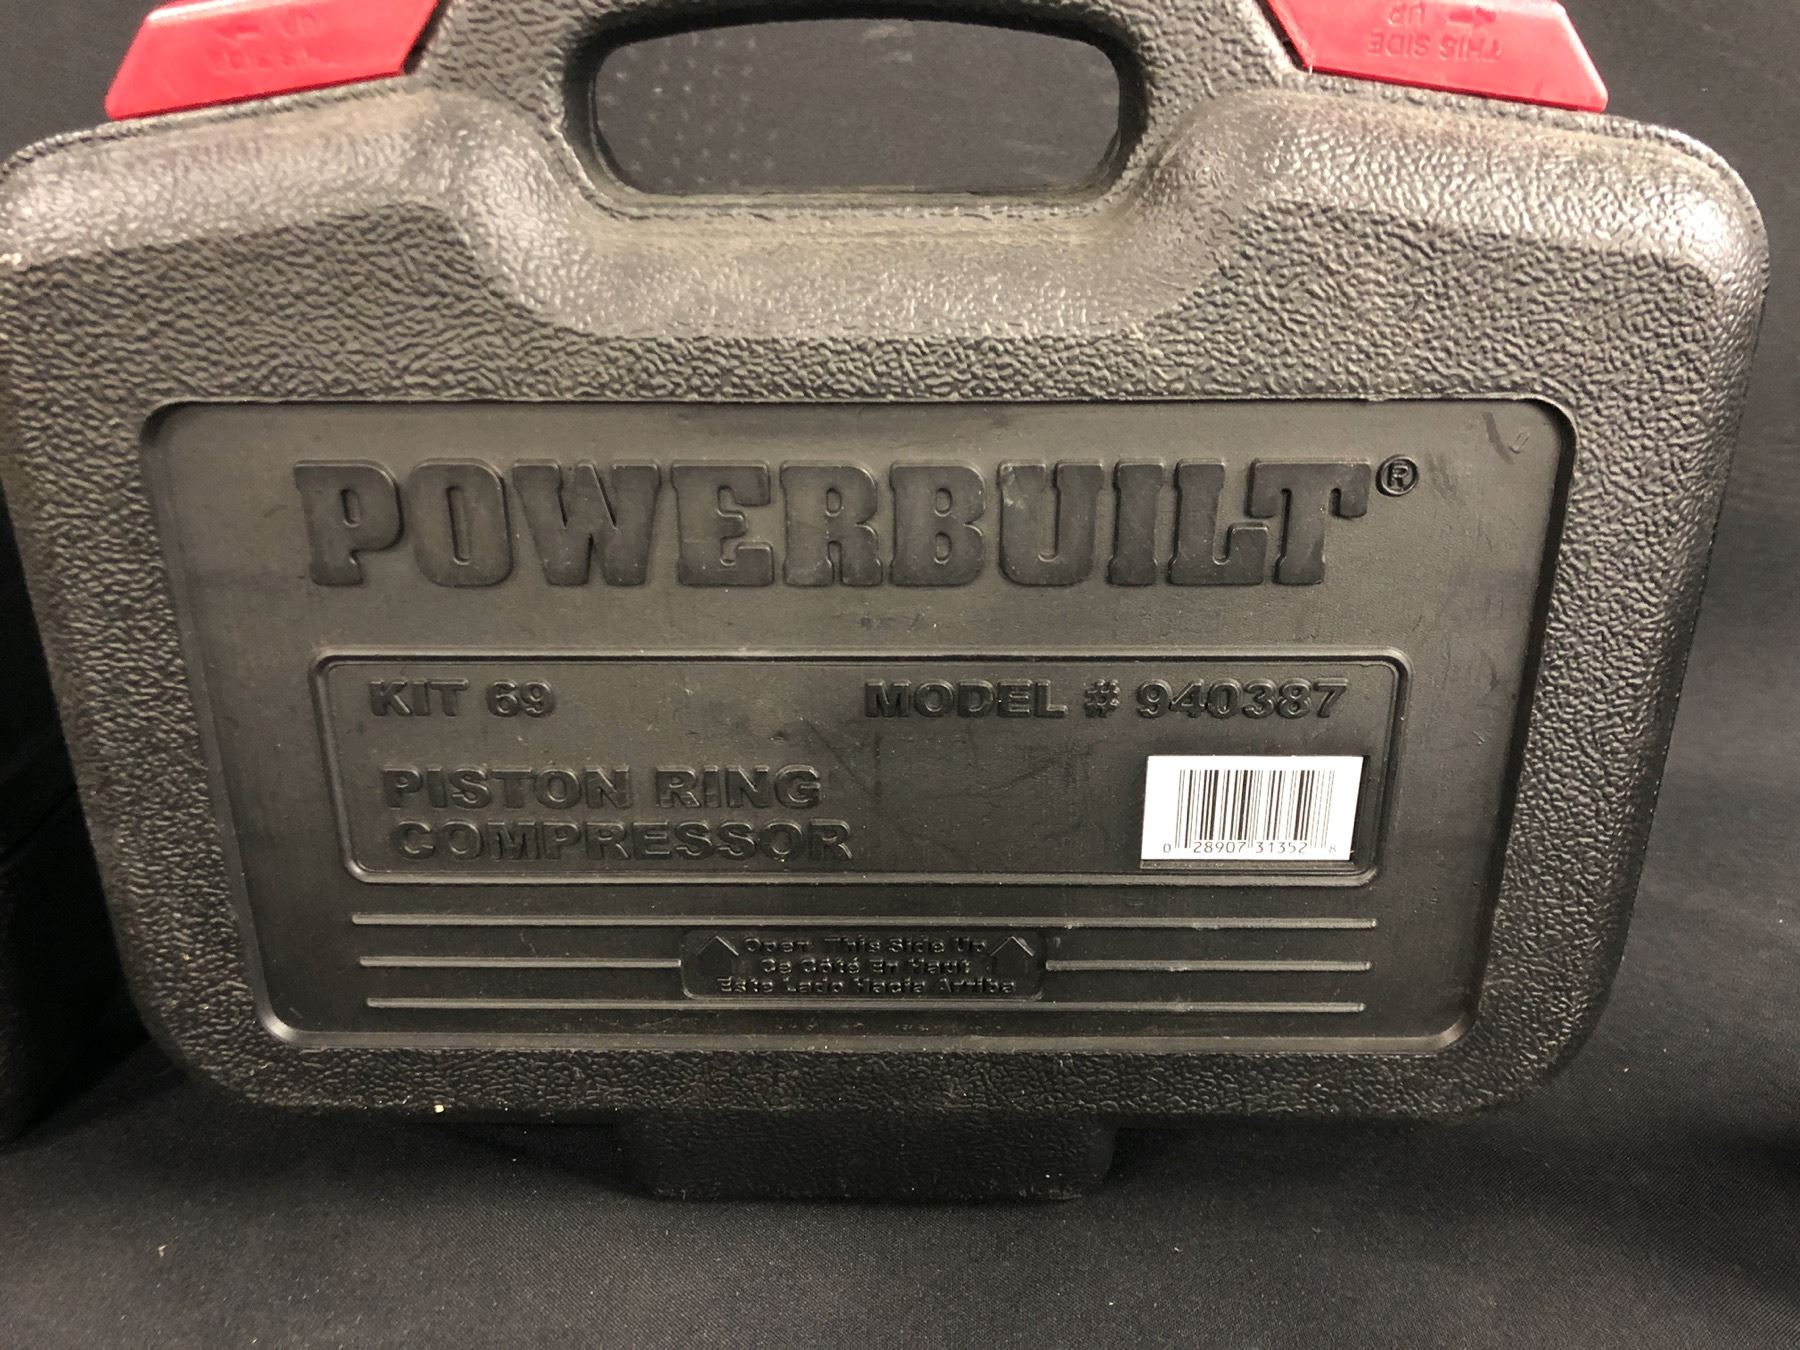 THIS SIDE
UP
POWERBUILT®
KIT 69 MODEL # 940387
PISTON RING
COMPRESSOR
0 28907 31352 8
Open This Side Up
Ce Côté En Haut
Este Lado Hacia Arriba